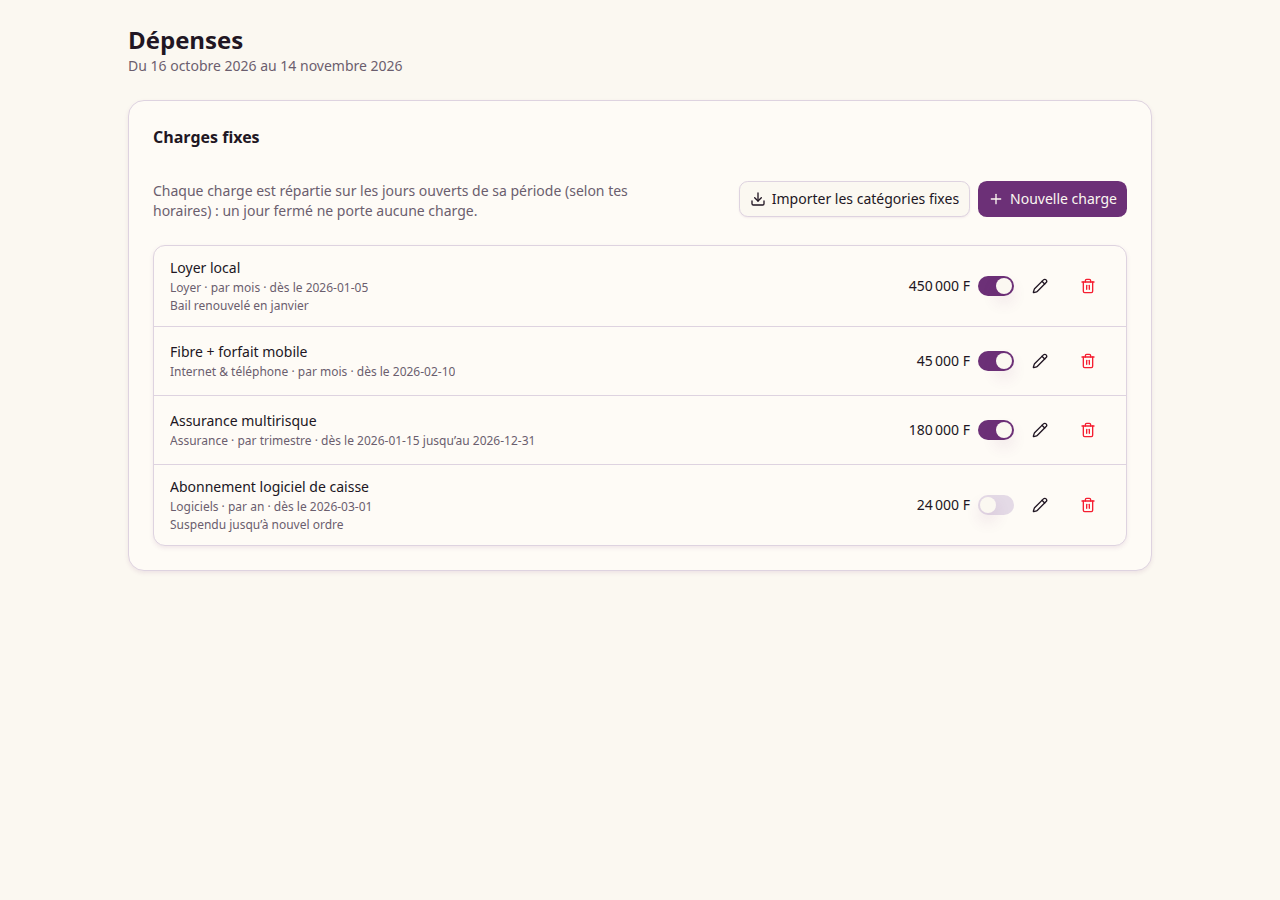 Dépenses
Du 16 octobre 2026 au 14 novembre 2026
Charges fixes
Chaque charge est répartie sur les jours ouverts de sa période (selon tes
horaires) : un jour fermé ne porte aucune charge.
Importer les catégories fixes
Nouvelle charge
Loyer local
Loyer · par mois · dès le 2026-01-05
Bail renouvelé en janvier
450 000 F
Fibre + forfait mobile
Internet & téléphone · par mois · dès le 2026-02-10
45 000 F
Assurance multirisque
Assurance · par trimestre · dès le 2026-01-15 jusqu’au 2026-12-31
180 000 F
Abonnement logiciel de caisse
Logiciels · par an · dès le 2026-03-01
Suspendu jusqu’à nouvel ordre
24 000 F